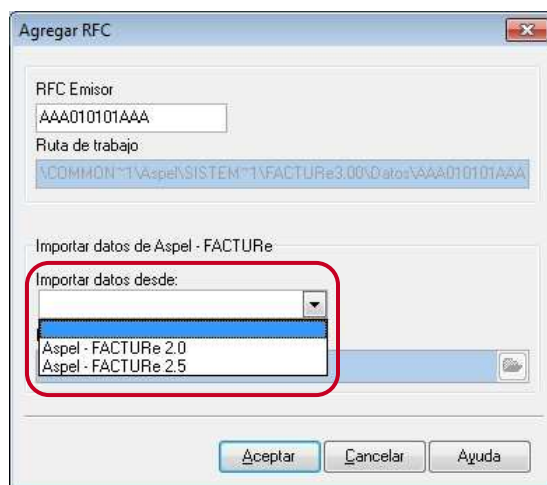 Agregar RFC
RFC Emisor
AAA010101AAA
Ruta de trabajo
\COMMON~1\Aspel\SISTEM~1\FACTURe3.00\Datos\AAA010101AAA
Importar datos de Aspel - FACTURe
Importar datos desde:
Aspel - FACTURe 2.0
Aspel - FACTURe 2.5
Aceptar
Cancelar
Ayuda